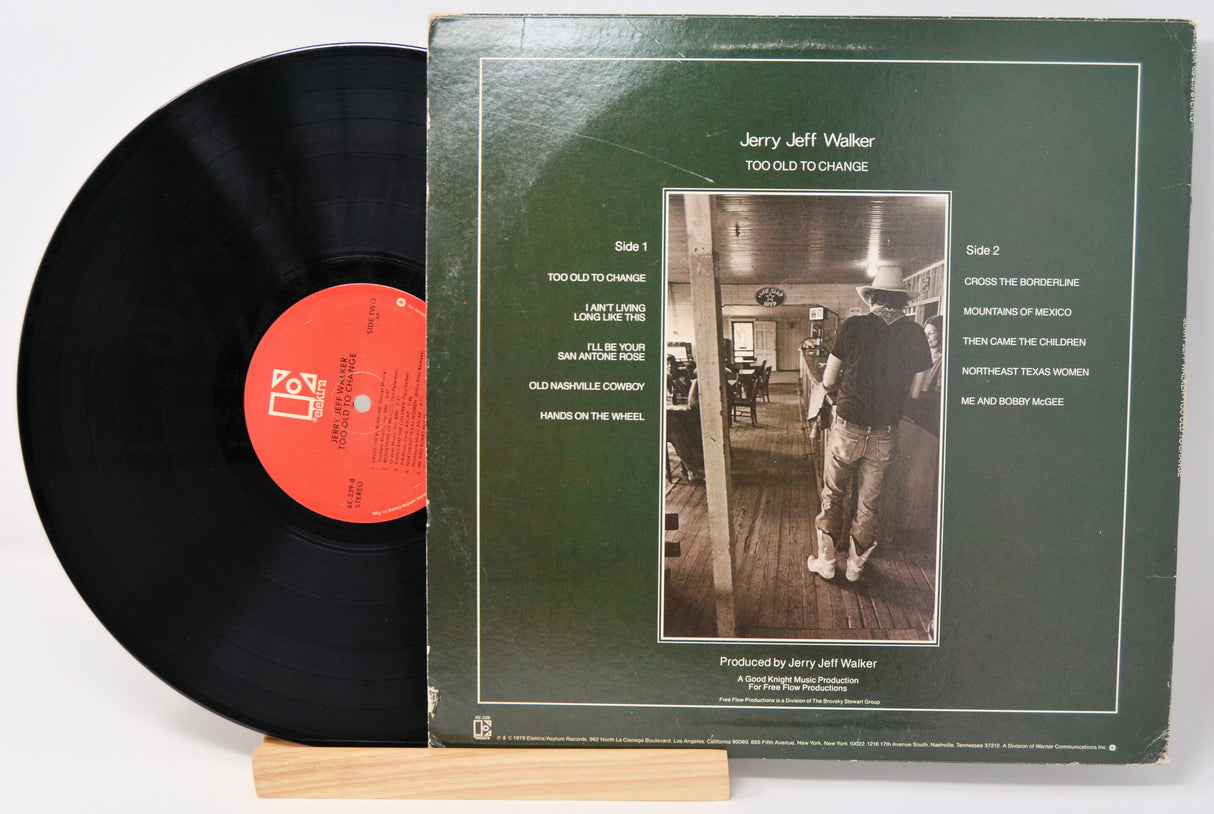 Jerry Jeff Walker
TOO OLD TO CHANGE
Side 1
TOO OLD TO CHANGE
I AIN'T LIVING
LONG LIKE THIS
I'LL BE YOUR
SAN ANTONE ROSE
OLD NASHVILLE COWBOY
HANDS ON THE WHEEL
Side 2
CROSS THE BORDERLINE
MOUNTAINS OF MEXICO
THEN CAME THE CHILDREN
NORTHEAST TEXAS WOMEN
ME AND BOBBY McGEE
Produced by Jerry Jeff Walker
A Good Knight Music Production
For Free Flow Productions
Free Flow Productions is a Division of The Brovsky Stewart Group
6E-239
℗ & © 1979 Elektra/Asylum Records. 962 North La Cienega Boulevard. Los Angeles. California 90069. 665 Fifth Avenue. New York. New York 10022. 1216 17th Avenue South. Nashville. Tennessee 37212. A Division of Warner Communications Inc.
elektra
JERRY JEFF WALKER
TOO OLD TO CHANGE
SIDE TWO
6E-239-B
STEREO